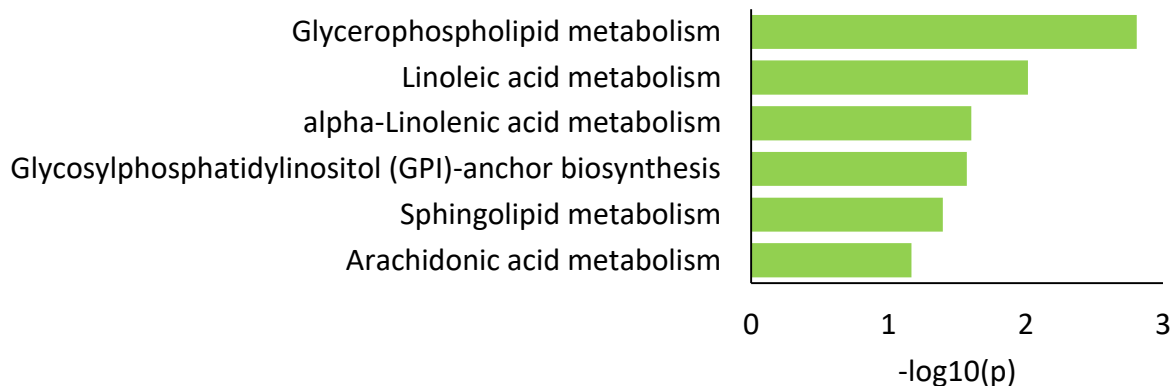 Glycerophospholipid metabolism
Linoleic acid metabolism
alpha-Linolenic acid metabolism
Glycosylphosphatidylinositol (GPI)-anchor biosynthesis
Sphingolipid metabolism
Arachidonic acid metabolism
0 1 2 3
-log10(p)